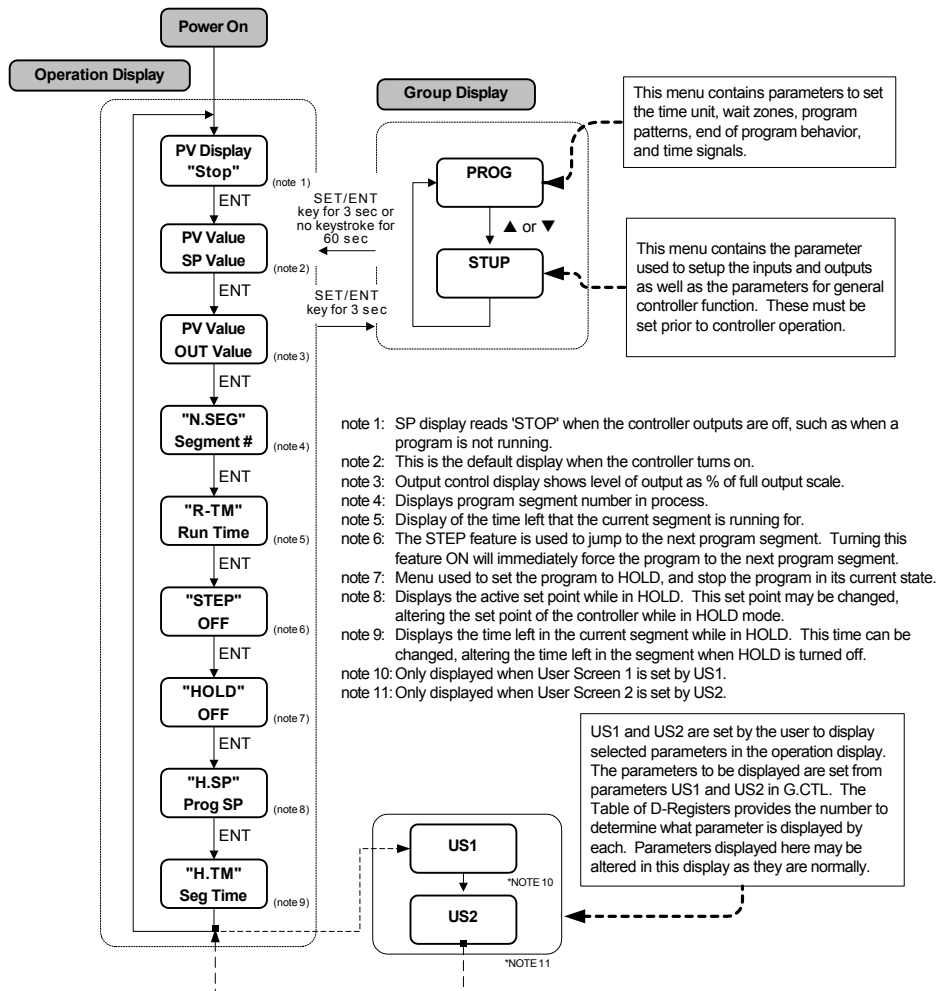 Power On
Operation Display
PV Display
"Stop"
(note 1)
ENT
PV Value
SP Value
(note 2)
ENT
PV Value
OUT Value
(note 3)
ENT
"N.SEG"
Segment #
(note 4)
ENT
"R-TM"
Run Time
(note 5)
ENT
"STEP"
OFF
(note 6)
ENT
"HOLD"
OFF
(note 7)
ENT
"H.SP"
Prog SP
(note 8)
ENT
"H.TM"
Seg Time
(note 9)
SET/ENT
key for 3 sec or
no keystroke for
60 sec
SET/ENT
key for 3 sec
Group Display
PROG
▲ or ▼
STUP
This menu contains parameters to set
the time unit, wait zones, program
patterns, end of program behavior,
and time signals.
This menu contains the parameter
used to setup the inputs and outputs
as well as the parameters for general
controller function. These must be
set prior to controller operation.
note 1: SP display reads 'STOP' when the controller outputs are off, such as when a
program is not running.
note 2: This is the default display when the controller turns on.
note 3: Output control display shows level of output as % of full output scale.
note 4: Displays program segment number in process.
note 5: Display of the time left that the current segment is running for.
note 6: The STEP feature is used to jump to the next program segment. Turning this
feature ON will immediately force the program to the next program segment.
note 7: Menu used to set the program to HOLD, and stop the program in its current state.
note 8: Displays the active set point while in HOLD. This set point may be changed,
altering the set point of the controller while in HOLD mode.
note 9: Displays the time left in the current segment while in HOLD. This time can be
changed, altering the time left in the segment when HOLD is turned off.
note 10: Only displayed when User Screen 1 is set by US1.
note 11: Only displayed when User Screen 2 is set by US2.
US1
*NOTE 10
US2
*NOTE 11
US1 and US2 are set by the user to display
selected parameters in the operation display.
The parameters to be displayed are set from
parameters US1 and US2 in G.CTL. The
Table of D-Registers provides the number to
determine what parameter is displayed by
each. Parameters displayed here may be
altered in this display as they are normally.